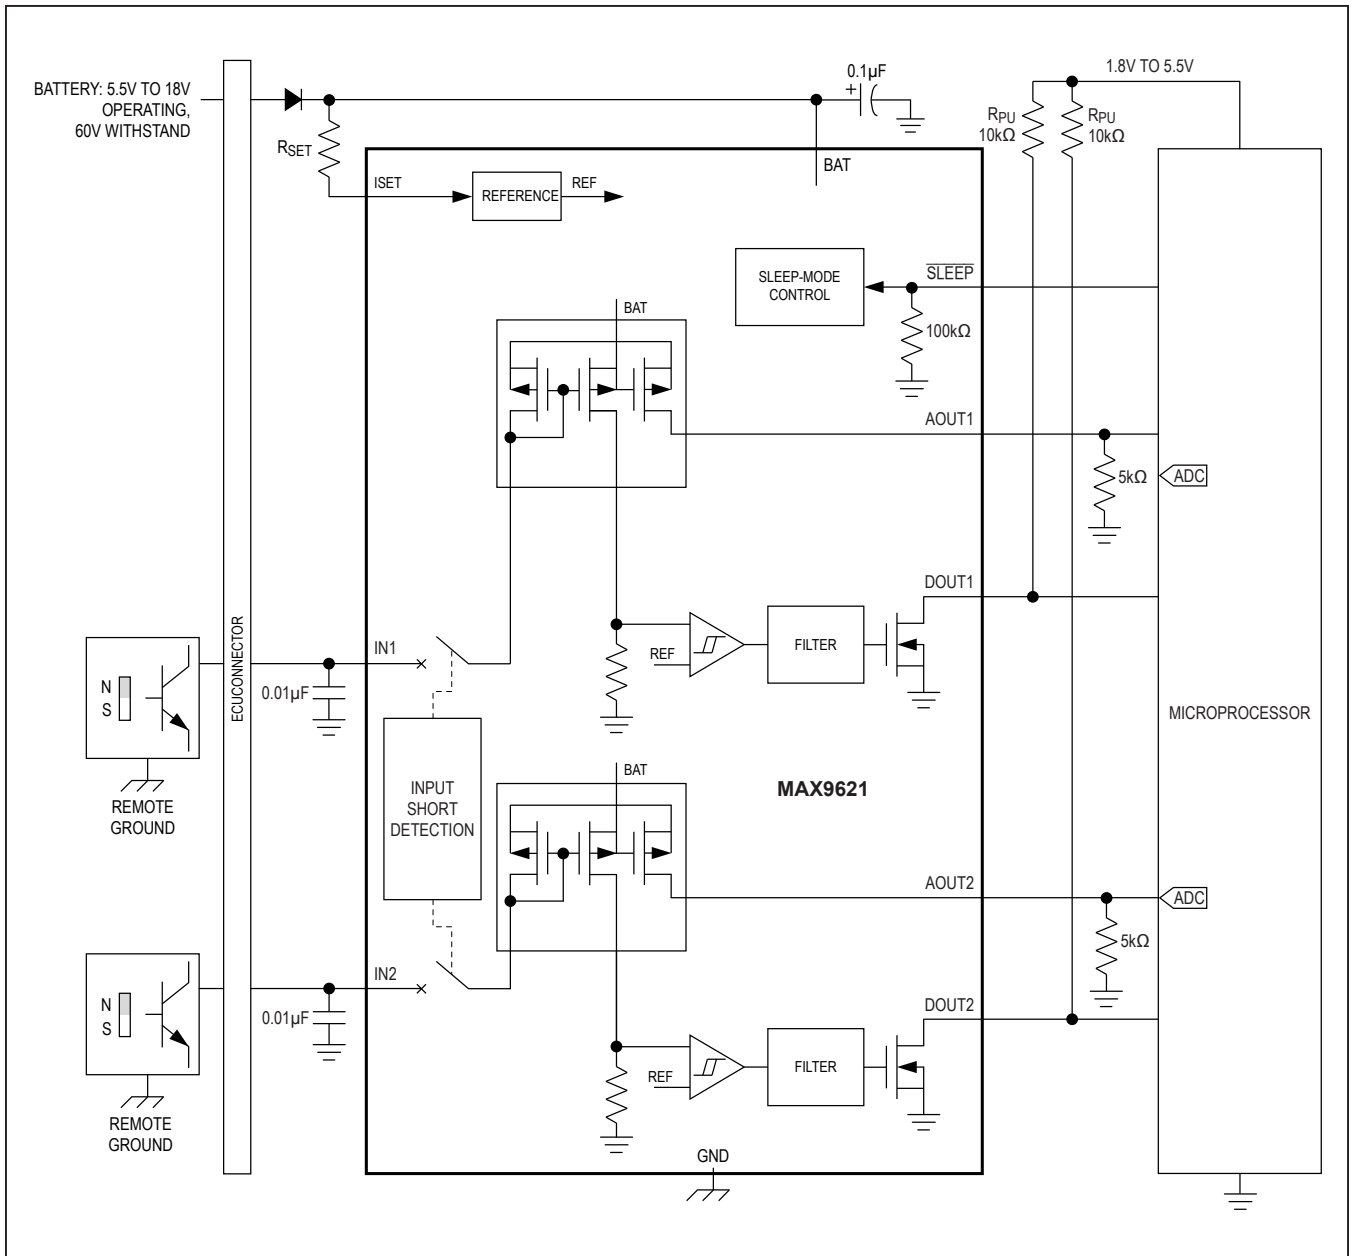 BATTERY: 5.5V TO 18V
OPERATING,
60V WITHSTAND
0.1µF
+
1.8V TO 5.5V
RPU
10kΩ
RPU
10kΩ
RSET
BAT
ISET
REFERENCE
REF
SLEEP-MODE
CONTROL
SLEEP
100kΩ
BAT
AOUT1
5kΩ
ADC
DOUT1
ECUCONNECTOR
IN1
REF
FILTER
N
S
0.01µF
MICROPROCESSOR
REMOTE
GROUND
INPUT
SHORT
DETECTION
BAT
MAX9621
AOUT2
ADC
5kΩ
IN2
N
S
0.01µF
DOUT2
REF
FILTER
REMOTE
GROUND
GND